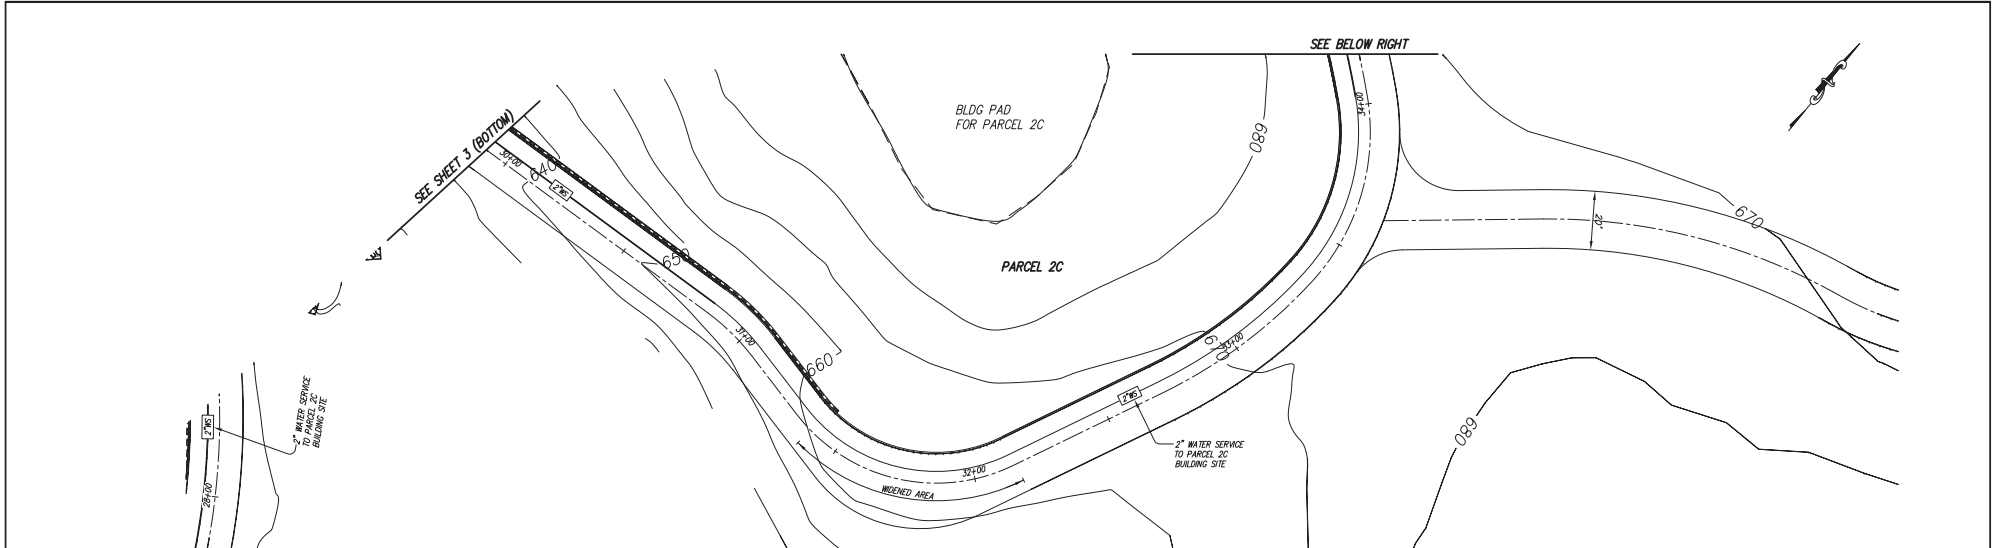 SEE BELOW RIGHT
SEE SHEET 3 (BOTTOM)
BLDG PAD
FOR PARCEL 2C
34+00
680
30+00
640
2"WS
670
20'
650
PARCEL 2C
31+00
660
33+00
670
2"WS
2" WATER SERVICE
TO PARCEL 2C
BUILDING SITE
2"WS
28+00
680
2" WATER SERVICE
TO PARCEL 2C
BUILDING SITE
32+00
WIDENED AREA